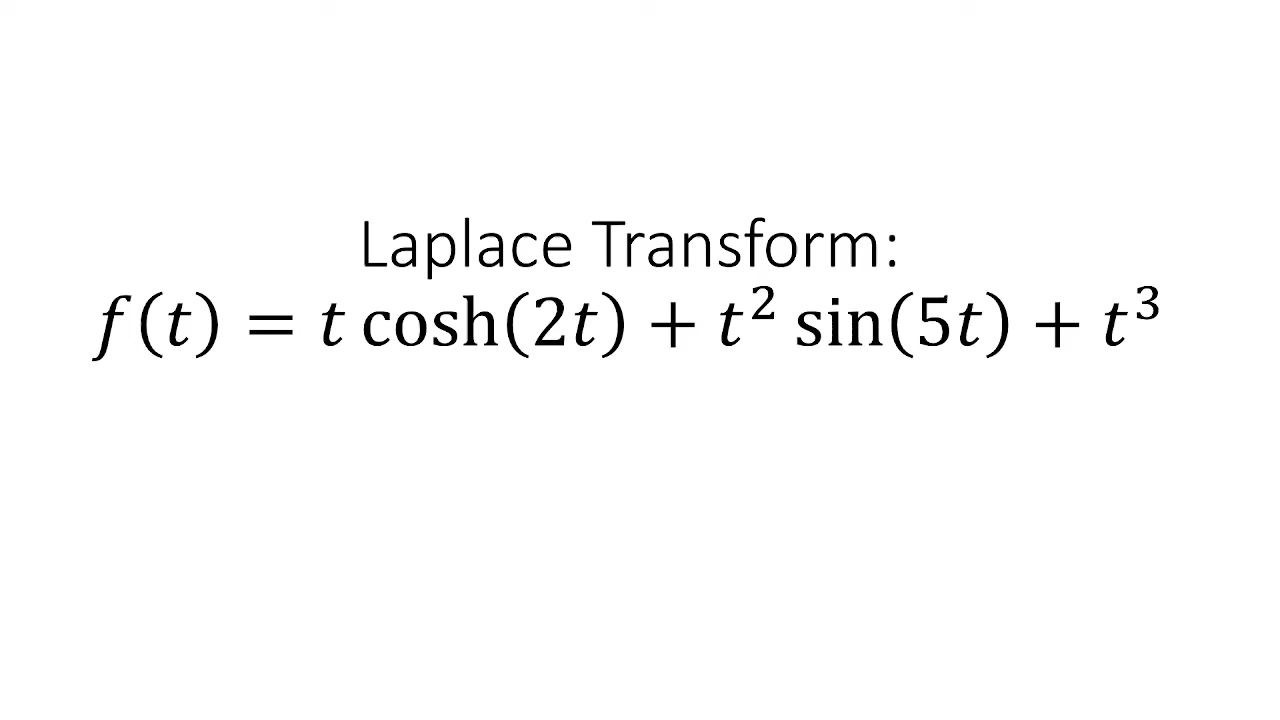 Laplace Transform:
f(t) = t cosh(2t) + t² sin(5t) + t³